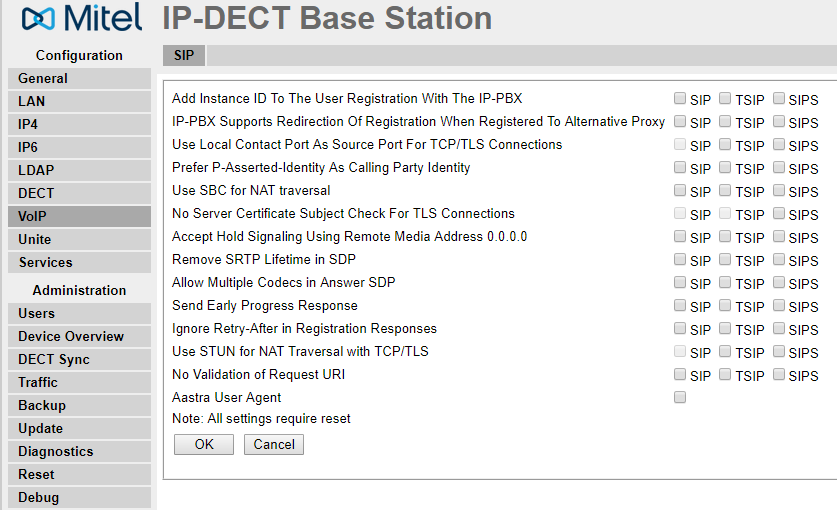 Mitel IP-DECT Base Station
Configuration
General
LAN
IP4
IP6
LDAP
DECT
VoIP
Unite
Services
Administration
Users
Device Overview
DECT Sync
Traffic
Backup
Update
Diagnostics
Reset
Debug
SIP
Add Instance ID To The User Registration With The IP-PBX SIP TSIP SIPS
IP-PBX Supports Redirection Of Registration When Registered To Alternative Proxy SIP TSIP SIPS
Use Local Contact Port As Source Port For TCP/TLS Connections SIP TSIP SIPS
Prefer P-Asserted-Identity As Calling Party Identity SIP TSIP SIPS
Use SBC for NAT traversal SIP TSIP SIPS
No Server Certificate Subject Check For TLS Connections SIP TSIP SIPS
Accept Hold Signaling Using Remote Media Address 0.0.0.0 SIP TSIP SIPS
Remove SRTP Lifetime in SDP SIP TSIP SIPS
Allow Multiple Codecs in Answer SDP SIP TSIP SIPS
Send Early Progress Response SIP TSIP SIPS
Ignore Retry-After in Registration Responses SIP TSIP SIPS
Use STUN for NAT Traversal with TCP/TLS SIP TSIP SIPS
No Validation of Request URI SIP TSIP SIPS
Aastra User Agent
Note: All settings require reset
OK Cancel